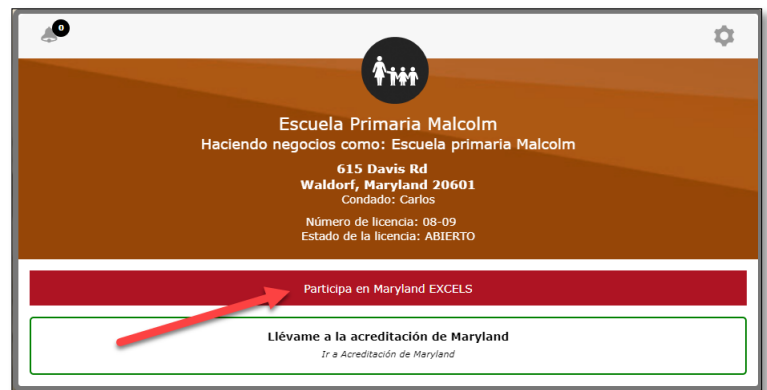 0
Escuela Primaria Malcolm
Haciendo negocios como: Escuela primaria Malcolm
615 Davis Rd
Waldorf, Maryland 20601
Condado: Carlos
Número de licencia: 08-09
Estado de la licencia: ABIERTO
Participa en Maryland EXCELS
Llévame a la acreditación de Maryland
Ir a Acreditación de Maryland